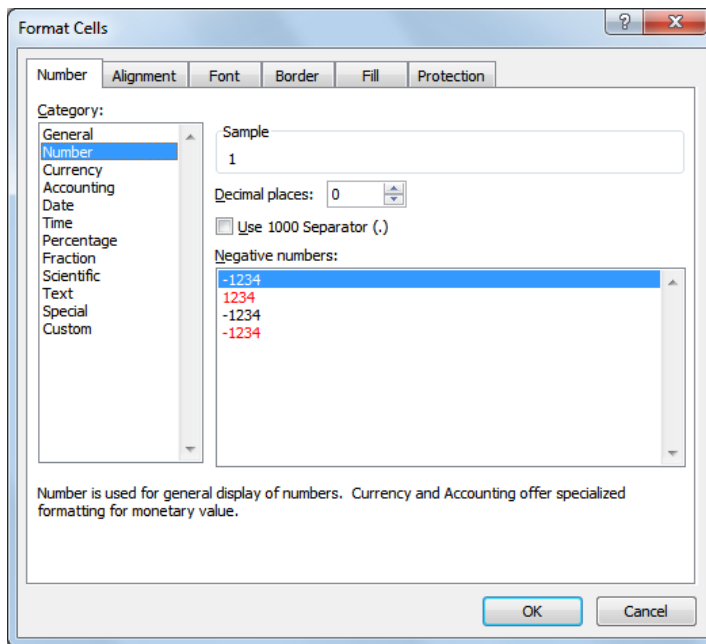 Format Cells
Number Alignment Font Border Fill Protection
Category:
General
Number
Currency
Accounting
Date
Time
Percentage
Fraction
Scientific
Text
Special
Custom
Sample
1
Decimal places: 0
Use 1000 Separator (.)
Negative numbers:
-1234
1234
-1234
-1234
Number is used for general display of numbers. Currency and Accounting offer specialized
formatting for monetary value.
OK Cancel